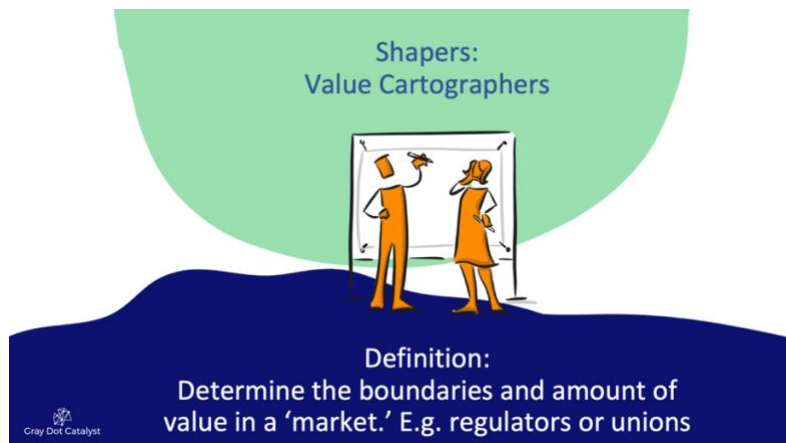 Shapers:
Value Cartographers
Definition:
Determine the boundaries and amount of
value in a ‘market.’ E.g. regulators or unions
Gray Dot Catalyst